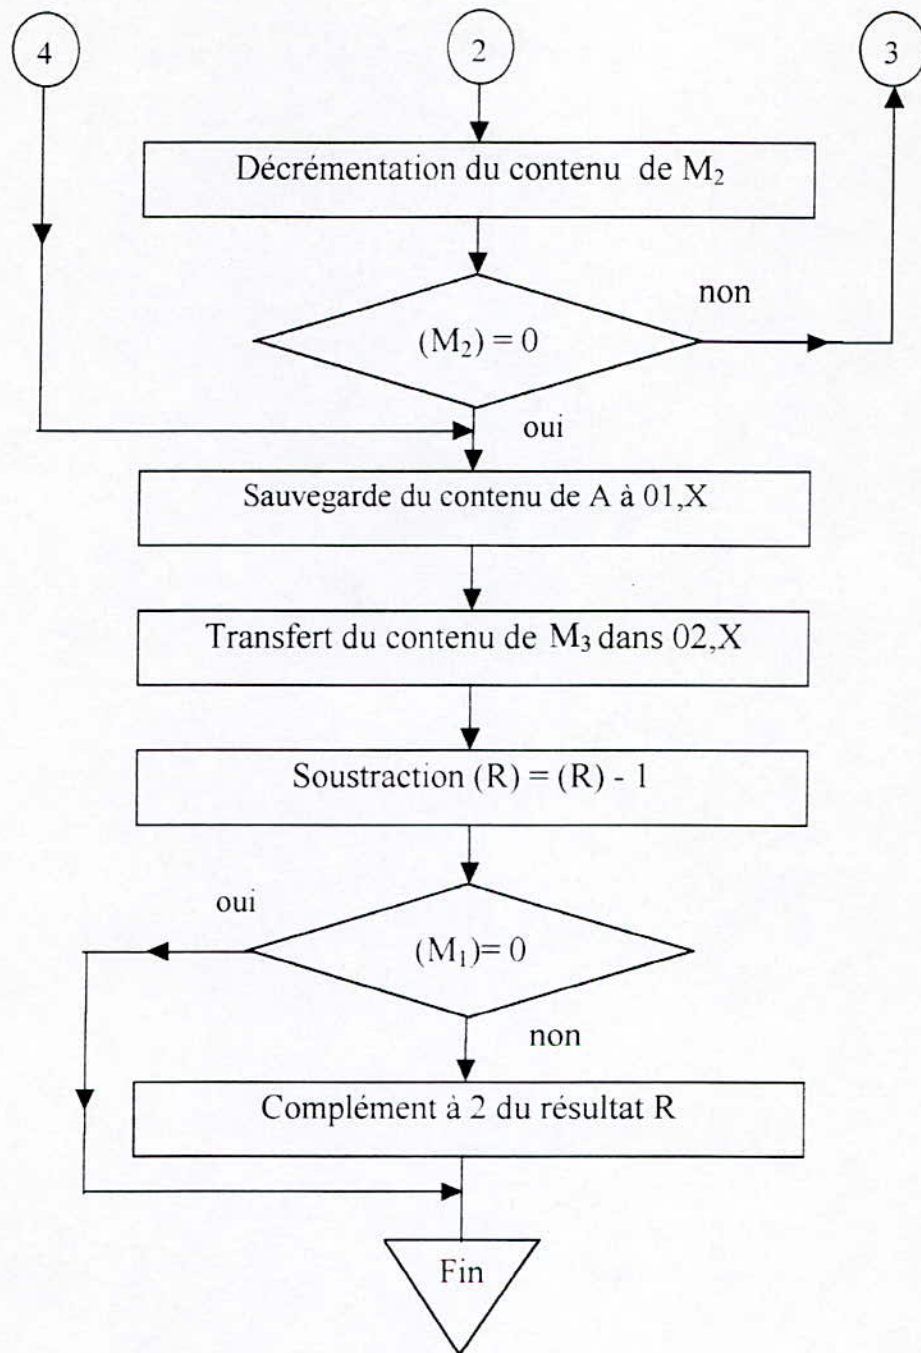 4 2 3
Décrémentation du contenu de M₂
non
(M₂) = 0
oui
Sauvegarde du contenu de A à 01,X
Transfert du contenu de M₃ dans 02,X
Soustraction (R) = (R) - 1
oui
(M₁)= 0
non
Complément à 2 du résultat R
Fin